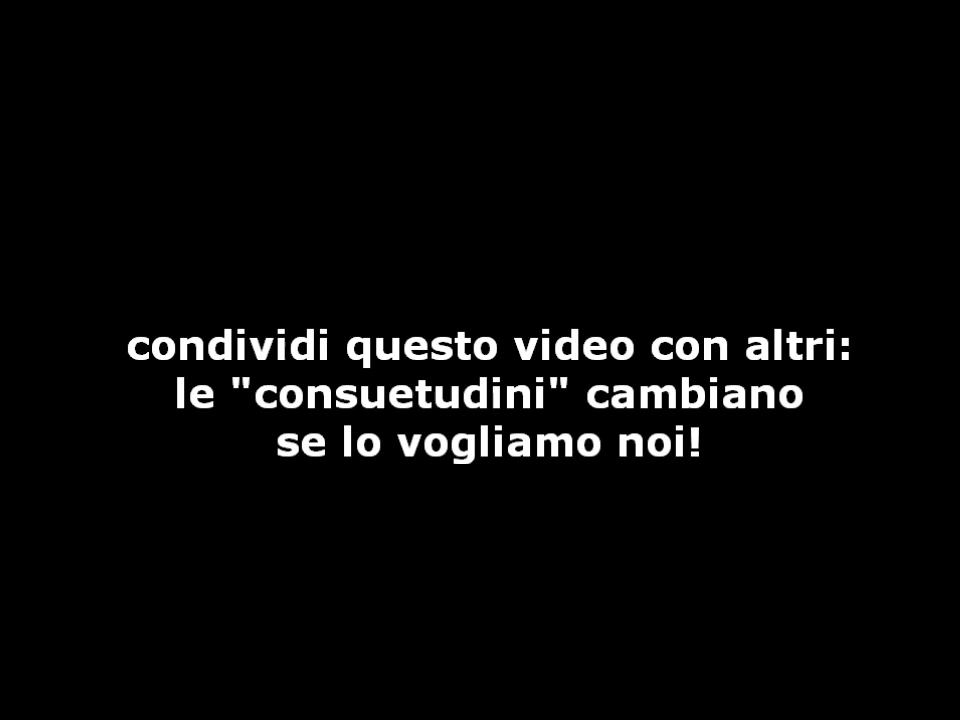 condividi questo video con altri:
le "consuetudini" cambiano
se lo vogliamo noi!